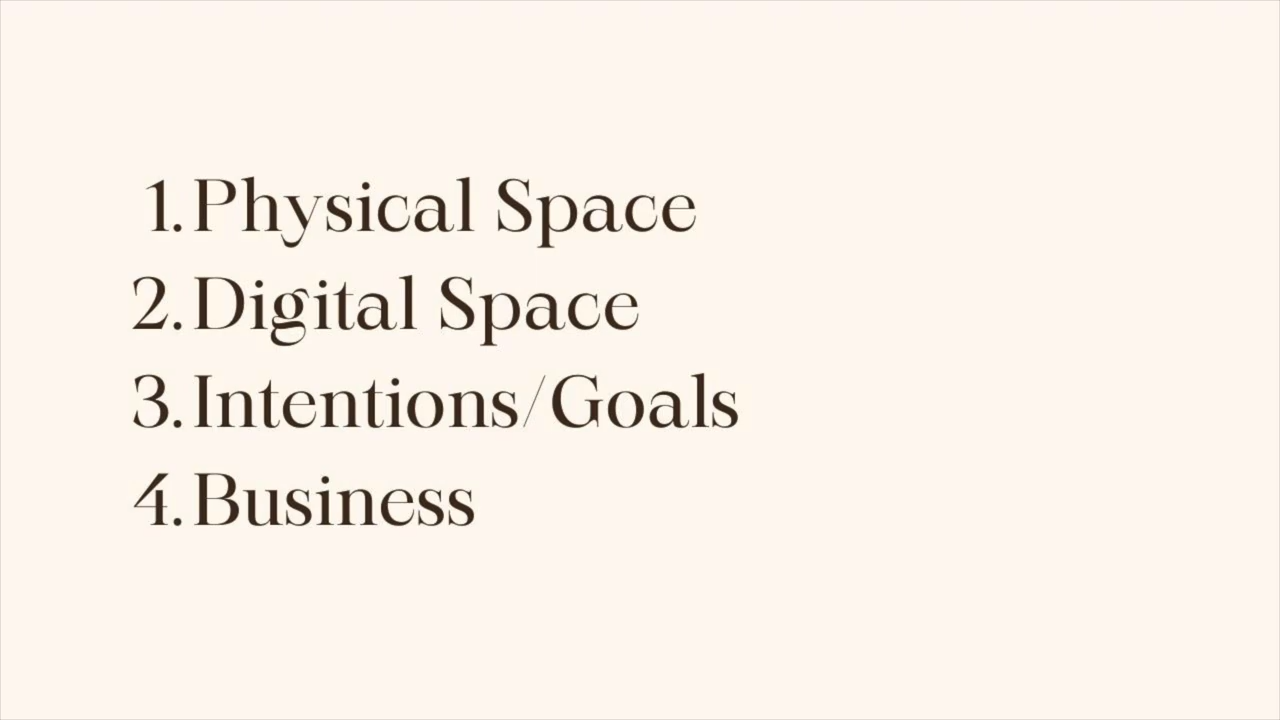 1. Physical Space
2. Digital Space
3. Intentions/Goals
4. Business